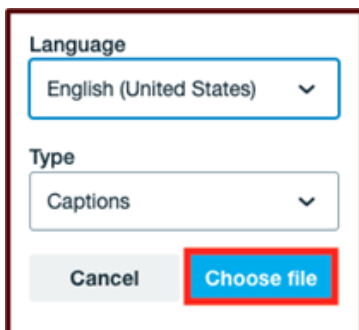 Language
English (United States)
Type
Captions
Cancel Choose file